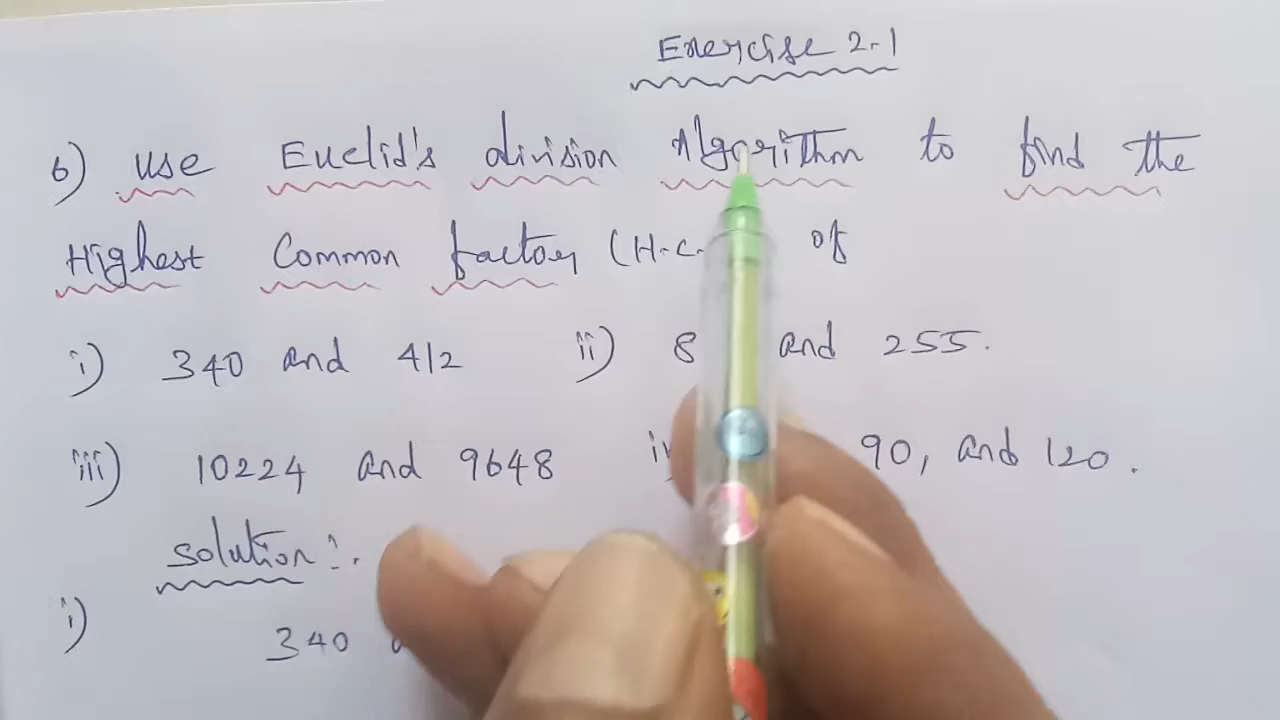 Exercise 2.1
6) Use Euclid's division Algorithm to find the
Highest Common factor (H.C. of
i) 340 and 412 ii) 8 and 255.
iii) 10224 and 9648 iv 90, and 120.
Solution:-
i) 340